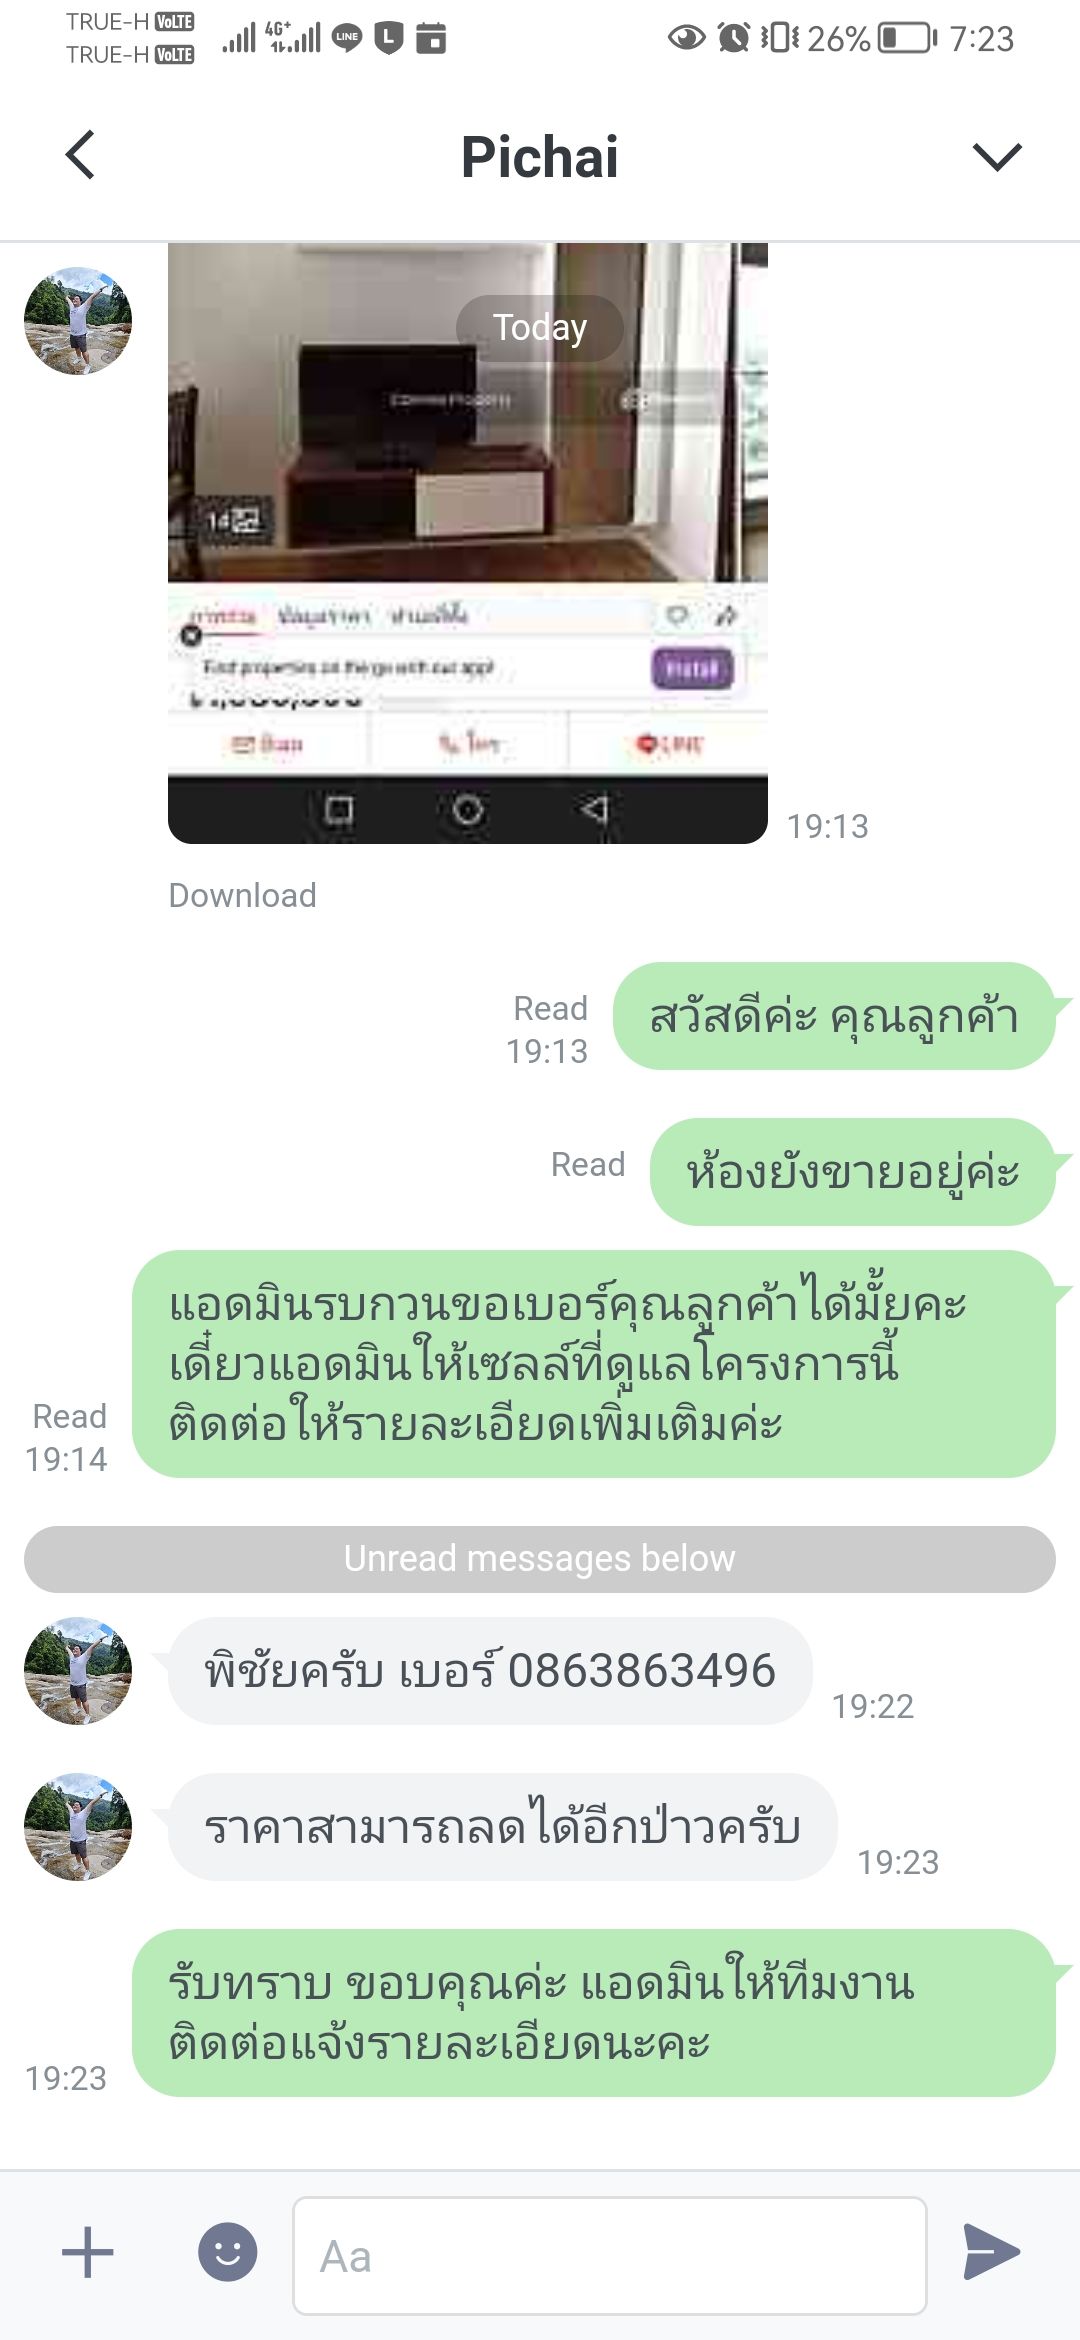 TRUE-H VoLTE
TRUE-H VoLTE
4G+
LINE
L
26%
7:23
Pichai
Today
Find properties on the go with our app!
Install
อีเมล
โทร
LINE
19:13
Download
สวัสดีค่ะ คุณลูกค้า
Read
19:13
ห้องยังขายอยู่ค่ะ
Read
แอดมินรบกวนขอเบอร์คุณลูกค้าได้มั้ยคะ
เดี๋ยวแอดมินให้เซลล์ที่ดูแลโครงการนี้
ติดต่อให้รายละเอียดเพิ่มเติมค่ะ
Read
19:14
Unread messages below
พิชัยครับ เบอร์ 0863863496
19:22
ราคาสามารถลดได้อีกป่าวครับ
19:23
รับทราบ ขอบคุณค่ะ แอดมินให้ทีมงาน
ติดต่อแจ้งรายละเอียดนะคะ
19:23
Aa